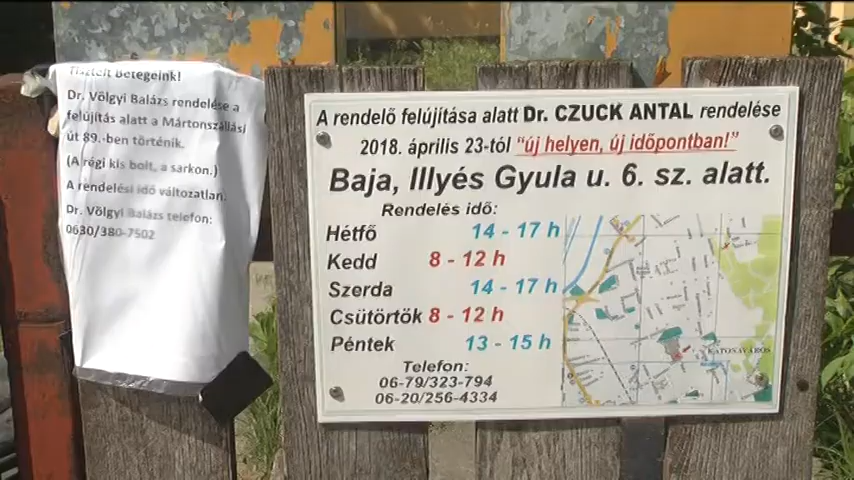 Tisztelt Betegeink!
Dr. Völgyi Balázs rendelése a
felújítás alatt a Mártonszállási
út 89.-ben történik.
(A régi kis bolt, a sarkon.)
A rendelési idő változatlan.
Dr. Völgyi Balázs telefon:
0630/380-7502
A rendelő felújítása alatt Dr. CZUCK ANTAL rendelése
2018. április 23-tól "új helyen, új időpontban!"
Baja, Illyés Gyula u. 6. sz. alatt.
Rendelés idő:
Hétfő 14 - 17 h
Kedd 8 - 12 h
Szerda 14 - 17 h
Csütörtök 8 - 12 h
Péntek 13 - 15 h
Telefon:
06-79/323-794
06-20/256-4334
KATONAVÁROS